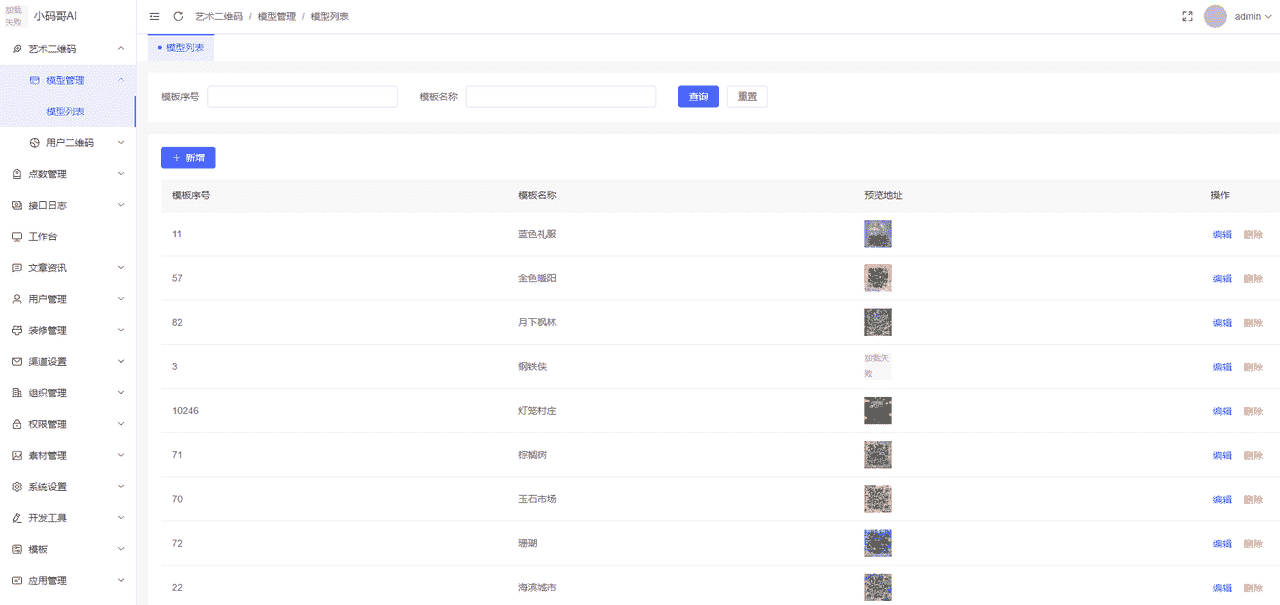 加载失败
小码哥AI
艺术二维码 / 模型管理 / 模型列表
admin
艺术二维码
模型管理
模型列表
用户二维码
点数管理
接口日志
工作台
文章资讯
用户管理
装修管理
渠道设置
组织管理
权限管理
素材管理
系统设置
开发工具
模板
应用管理
模型列表
模板序号 模板名称 查询 重置
新增
模板序号 模板名称 预览地址 操作
11 蓝色礼服 编辑 删除
57 金色暖阳 编辑 删除
82 月下枫林 编辑 删除
3 钢铁侠 加载失败 编辑 删除
10246 灯笼村庄 编辑 删除
71 棕榈树 编辑 删除
70 玉石市场 编辑 删除
72 珊瑚 编辑 删除
22 海滨城市 编辑 删除